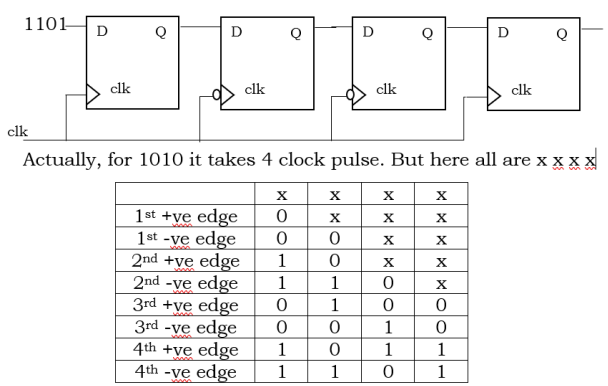 1101
D Q D Q D Q D Q
clk clk clk clk
clk
Actually, for 1010 it takes 4 clock pulse. But here all are x x x x
x x x x
1st +ve edge 0 x x x
1st -ve edge 0 0 x x
2nd +ve edge 1 0 x x
2nd -ve edge 1 1 0 x
3rd +ve edge 0 1 0 0
3rd -ve edge 0 0 1 0
4th +ve edge 1 0 1 1
4th -ve edge 1 1 0 1